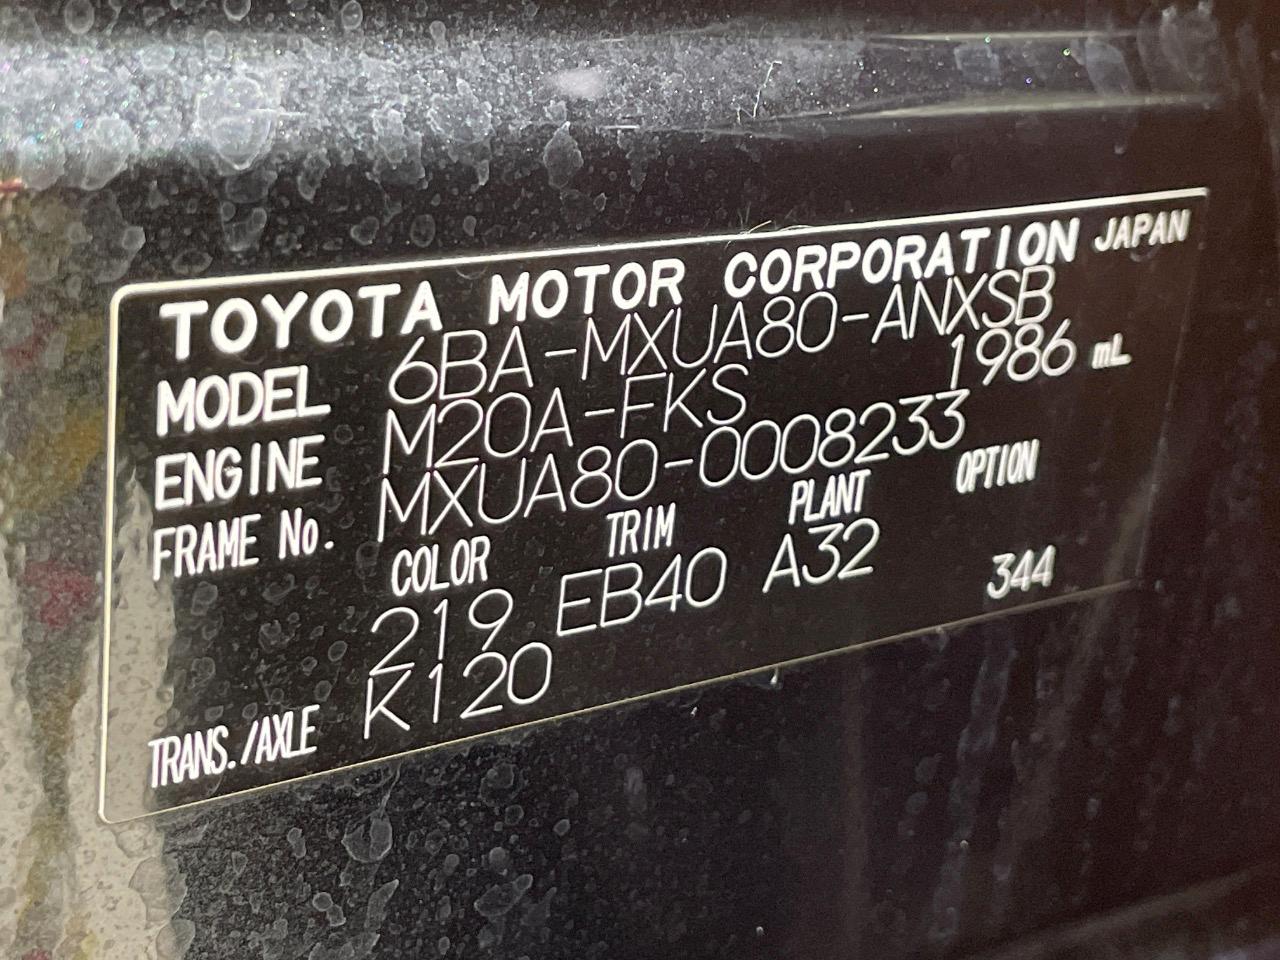 TOYOTA MOTOR CORPORATION JAPAN
MODEL 6BA-MXUA80-ANXSB
ENGINE M20A-FKS 1986 mL
FRAME No. MXUA80-0008233
COLOR TRIM PLANT OPTION
219 EB40 A32 344
TRANS./AXLE K120